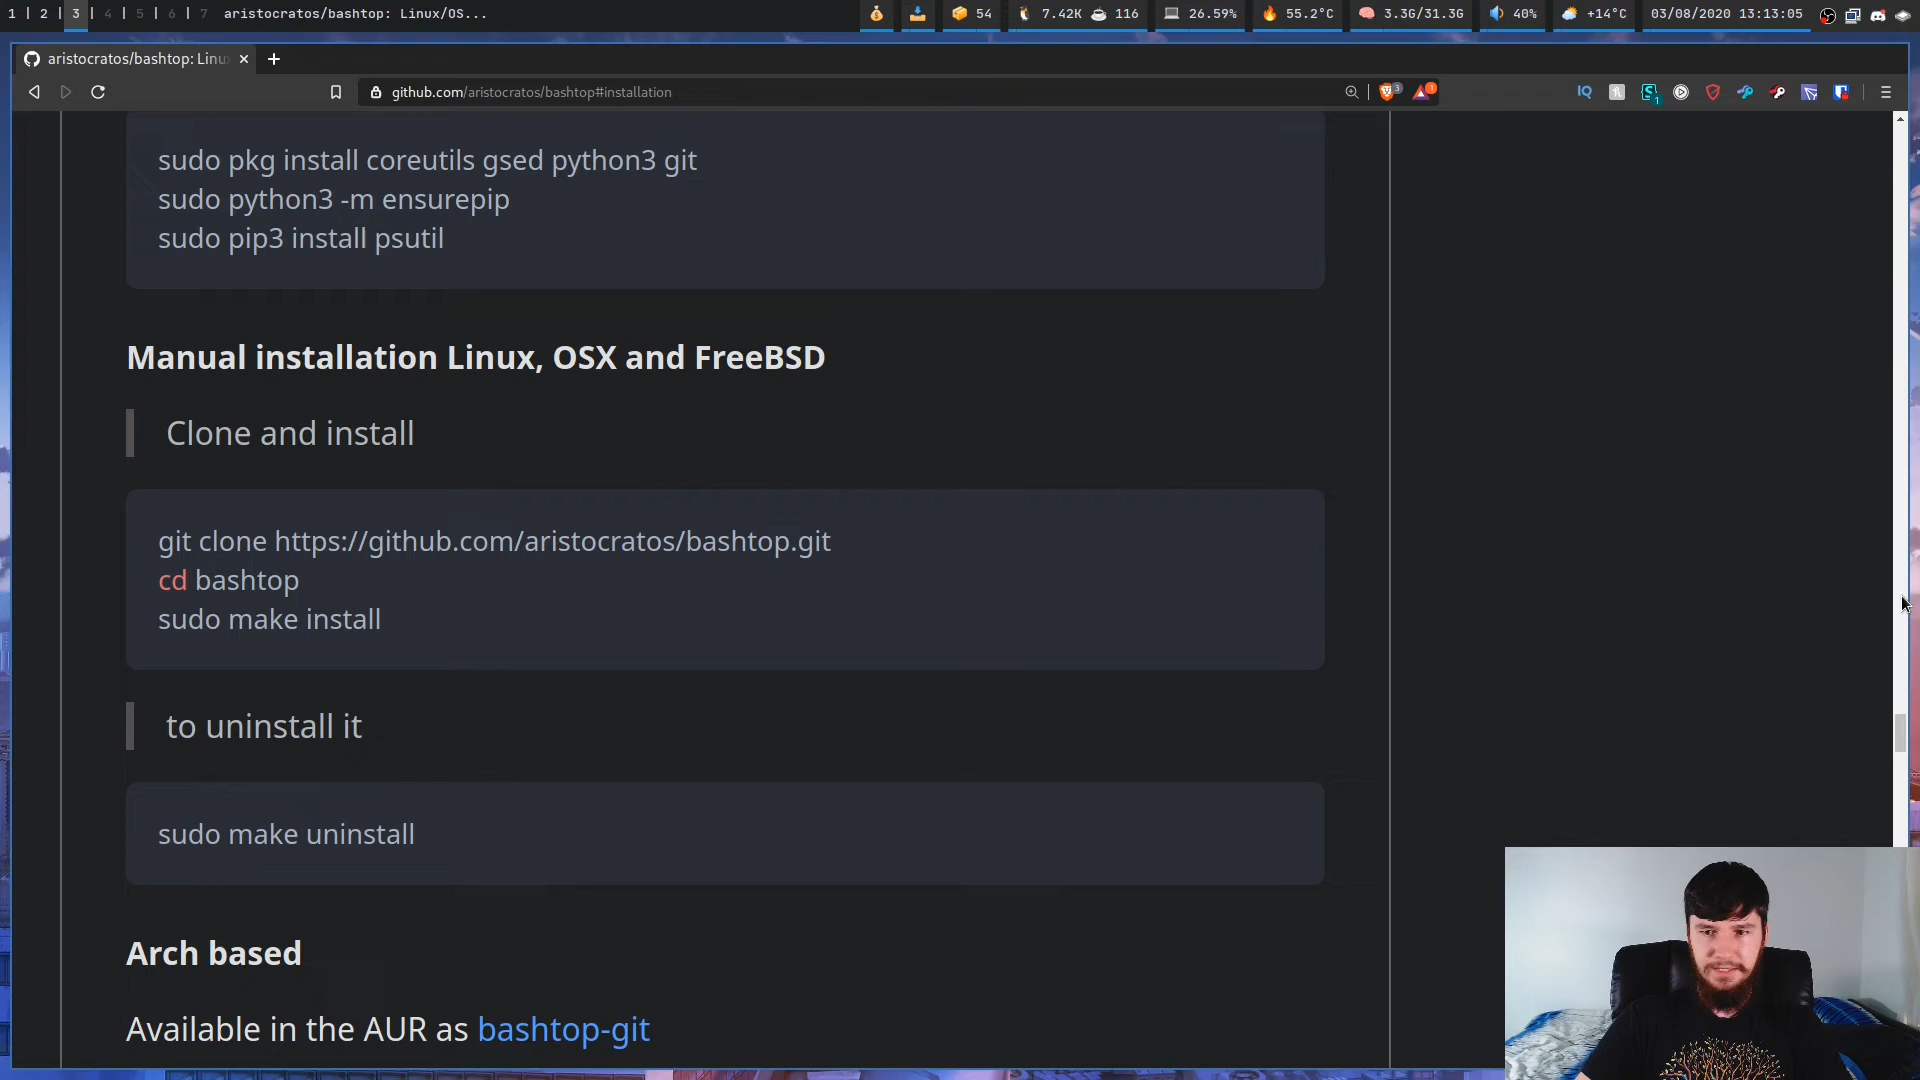 1 | 2 | 3 | 4 | 5 | 6 | 7 aristocratos/bashtop: Linux/OS... 54 7.42K 116 26.59% 55.2°C 3.3G/31.3G 40% +14°C 03/08/2020 13:13:05
aristocratos/bashtop: Linu
github.com/aristocratos/bashtop#installation 3 1 IQ 1
sudo pkg install coreutils gsed python3 git
sudo python3 -m ensurepip
sudo pip3 install psutil
Manual installation Linux, OSX and FreeBSD
Clone and install
git clone https://github.com/aristocratos/bashtop.git
cd bashtop
sudo make install
to uninstall it
sudo make uninstall
Arch based
Available in the AUR as bashtop-git